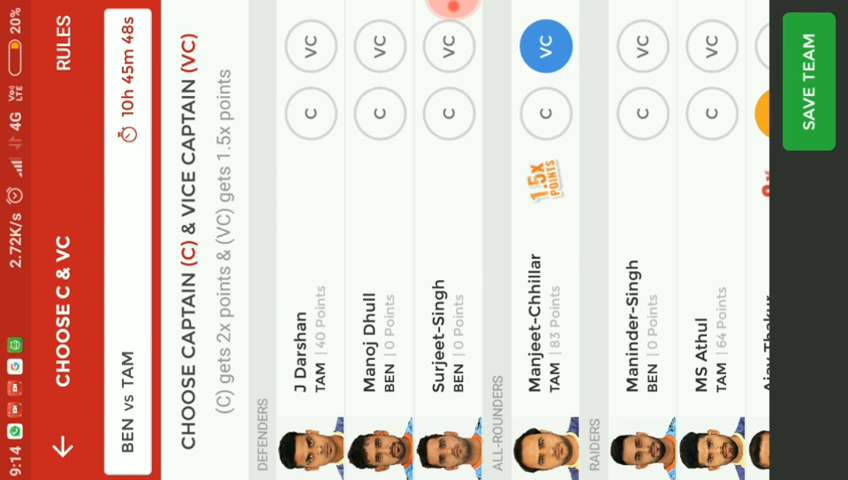 9:14
2.72K/s 4G VoLTE 20%
CHOOSE C & VC
RULES
BEN vs TAM
10h 45m 48s
CHOOSE CAPTAIN (C) & VICE CAPTAIN (VC)
(C) gets 2x points & (VC) gets 1.5x points
DEFENDERS
J Darshan
TAM | 40 Points
C
VC
Manoj Dhull
BEN | 0 Points
C
VC
Surjeet-Singh
BEN | 0 Points
C
VC
ALL-ROUNDERS
Manjeet-Chhillar
TAM | 83 Points
1.5x
POINTS
C
VC
RAIDERS
Maninder-Singh
BEN | 0 Points
C
VC
MS Athul
TAM | 64 Points
C
VC
Ajay Thakur
SAVE TEAM